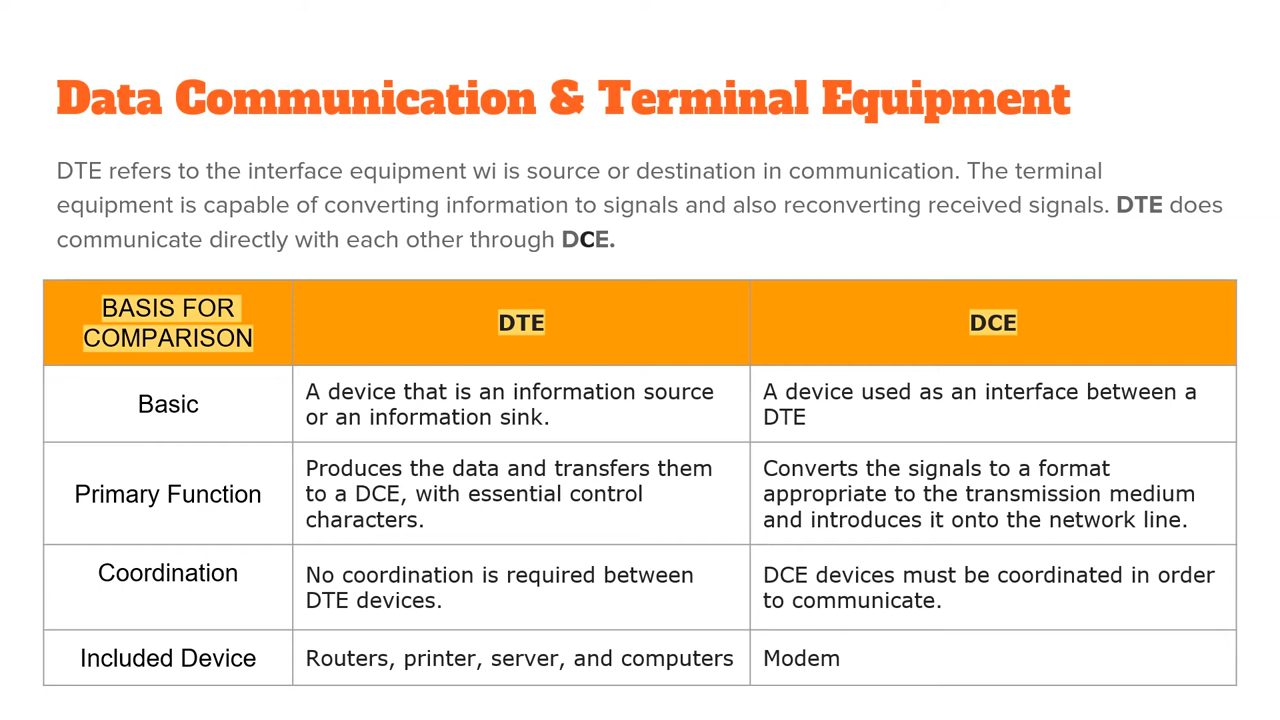 Data Communication & Terminal Equipment
DTE refers to the interface equipment wi is source or destination in communication. The terminal
equipment is capable of converting information to signals and also reconverting received signals. DTE does
communicate directly with each other through DCE.
BASIS FOR
COMPARISON
DTE
DCE
Basic
A device that is an information source
or an information sink.
A device used as an interface between a
DTE
Primary Function
Produces the data and transfers them
to a DCE, with essential control
characters.
Converts the signals to a format
appropriate to the transmission medium
and introduces it onto the network line.
Coordination
No coordination is required between
DTE devices.
DCE devices must be coordinated in order
to communicate.
Included Device
Routers, printer, server, and computers
Modem